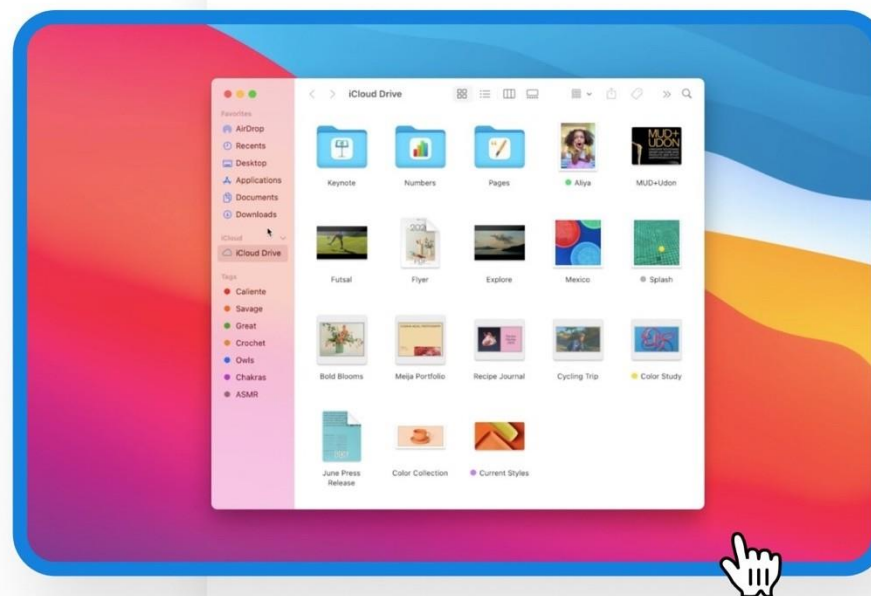 iCloud Drive
Favorites
AirDrop
Recents
Desktop
Applications
Documents
Downloads
iCloud
iCloud Drive
Tags
Caliente
Savage
Great
Crochet
Owls
Chakras
ASMR
MUD+
UDON
Keynote
Numbers
Pages
Aliya
MUD+Udon
Futsal
Flyer
Explore
Mexico
Splash
Bold Blooms
Meija Portfolio
Recipe Journal
Cycling Trip
Color Study
June Press
Release
Color Collection
Current Styles